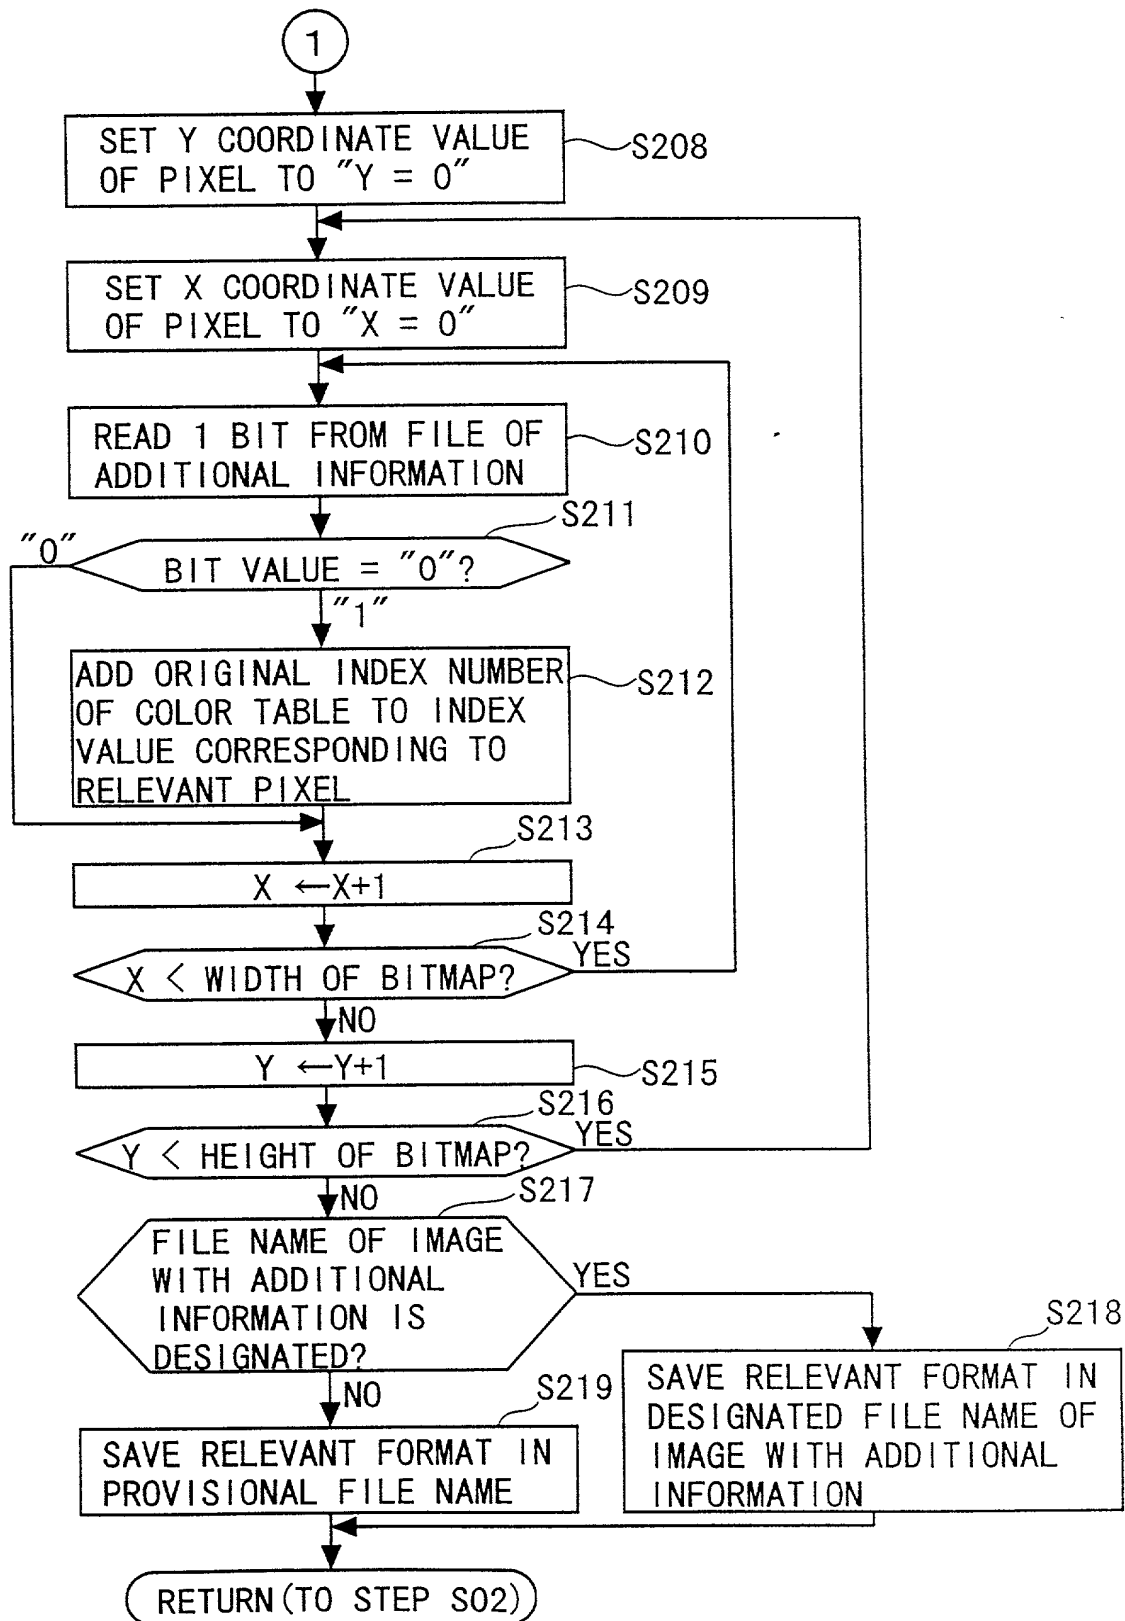 1
SET Y COORDINATE VALUE
OF PIXEL TO "Y = 0"
S208
SET X COORDINATE VALUE
OF PIXEL TO "X = 0"
S209
READ 1 BIT FROM FILE OF
ADDITIONAL INFORMATION
S210
S211
"0"
BIT VALUE = "0"?
"1"
ADD ORIGINAL INDEX NUMBER
OF COLOR TABLE TO INDEX
VALUE CORRESPONDING TO
RELEVANT PIXEL
S212
S213
X ←X+1
S214
X < WIDTH OF BITMAP?
YES
NO
Y ←Y+1
S215
S216
Y < HEIGHT OF BITMAP?
YES
NO
S217
FILE NAME OF IMAGE
WITH ADDITIONAL
INFORMATION IS
DESIGNATED?
YES
NO
S218
SAVE RELEVANT FORMAT IN
DESIGNATED FILE NAME OF
IMAGE WITH ADDITIONAL
INFORMATION
S219
SAVE RELEVANT FORMAT IN
PROVISIONAL FILE NAME
RETURN(TO STEP S02)